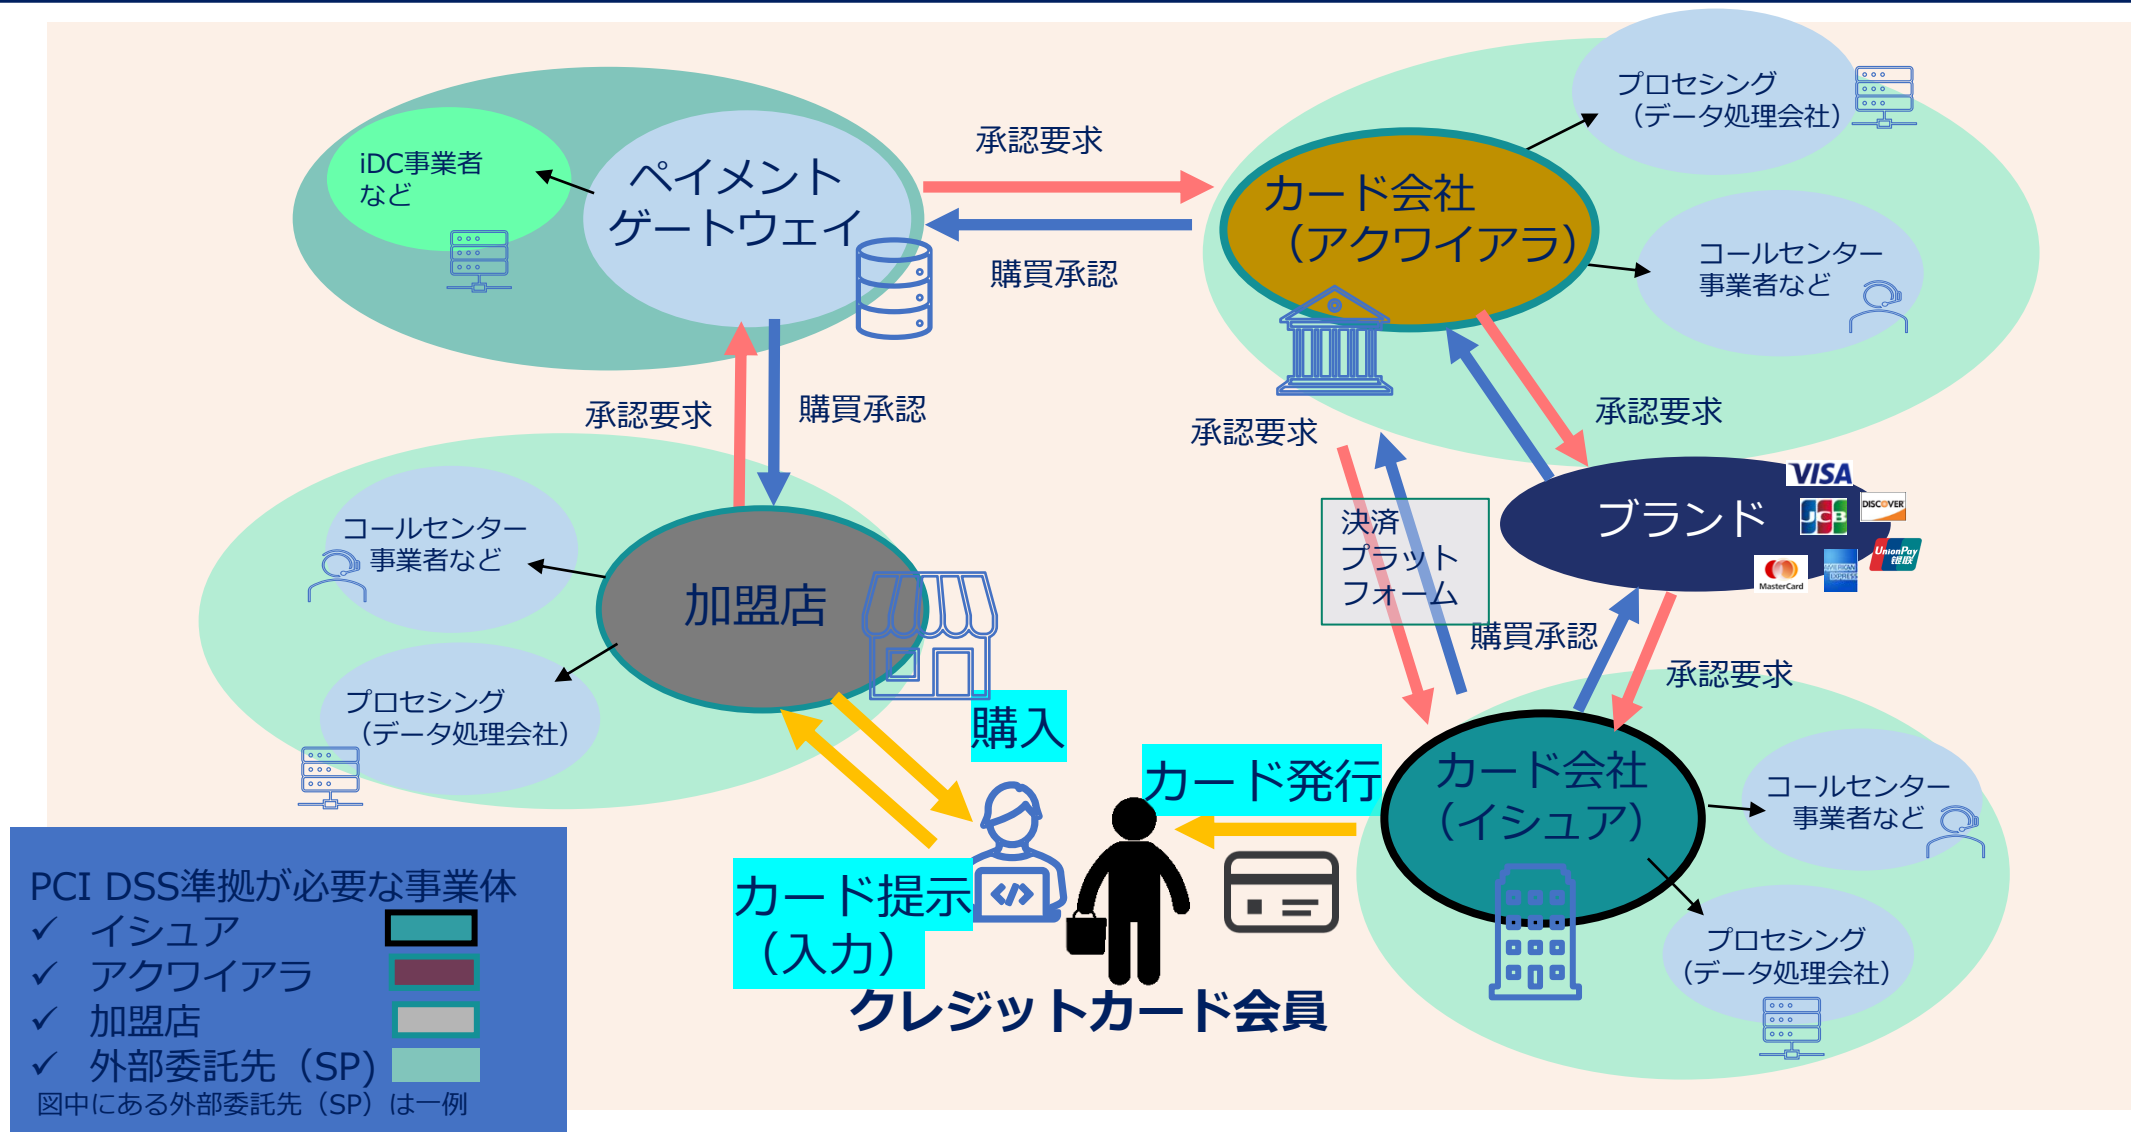 iDC事業者
など
ペイメント
ゲートウェイ
承認要求
購買承認
カード会社
（アクワイアラ）
プロセシング
（データ処理会社）
コールセンター
事業者など
承認要求
購買承認
承認要求
承認要求
決済
プラット
フォーム
ブランド
VISA
JCB
DISCOVER
MasterCard
AMERICAN
EXPRESS
UnionPay
银联
コールセンター
事業者など
加盟店
プロセシング
（データ処理会社）
購買承認
承認要求
購入
カード発行
カード会社
（イシュア）
コールセンター
事業者など
プロセシング
（データ処理会社）
カード提示
（入力）
クレジットカード会員
PCI DSS準拠が必要な事業体
✓ イシュア
✓ アクワイアラ
✓ 加盟店
✓ 外部委託先（SP)
図中にある外部委託先（SP）は一例